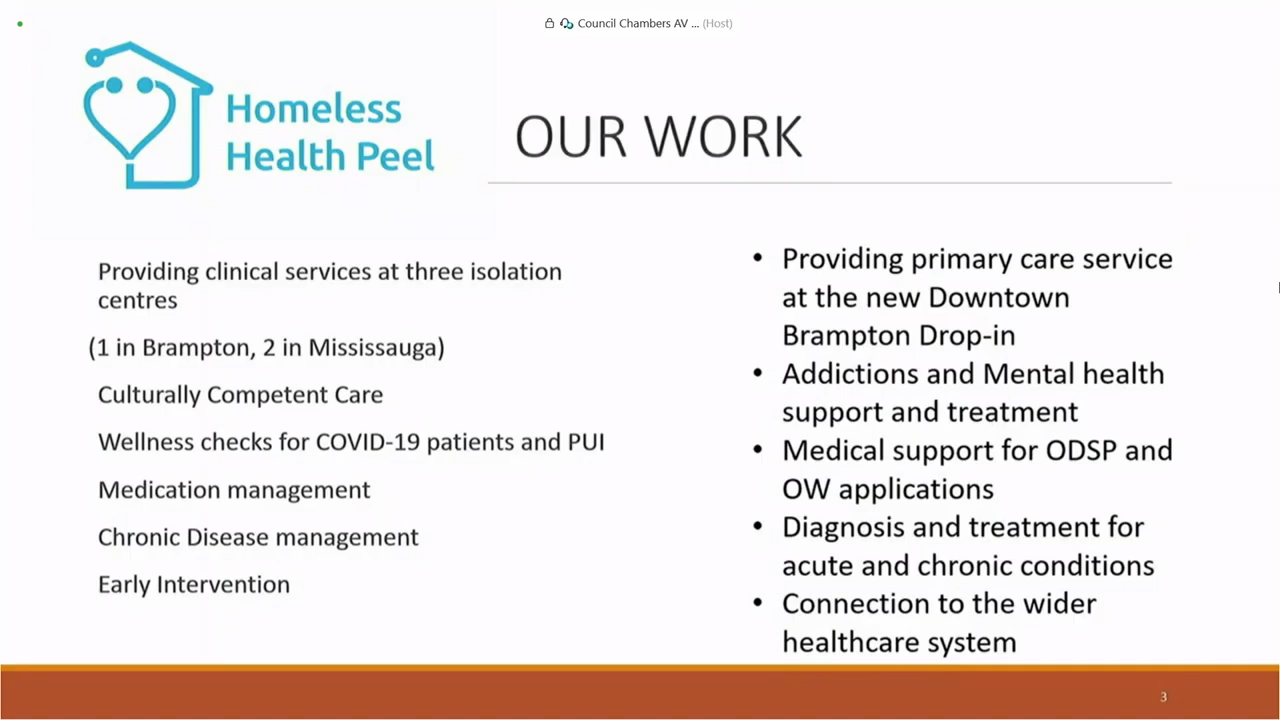 Council Chambers AV ... (Host)
Homeless
Health Peel
OUR WORK
Providing clinical services at three isolation
centres
(1 in Brampton, 2 in Mississauga)
Culturally Competent Care
Wellness checks for COVID-19 patients and PUI
Medication management
Chronic Disease management
Early Intervention
• Providing primary care service
at the new Downtown
Brampton Drop-in
• Addictions and Mental health
support and treatment
• Medical support for ODSP and
OW applications
• Diagnosis and treatment for
acute and chronic conditions
• Connection to the wider
healthcare system
3